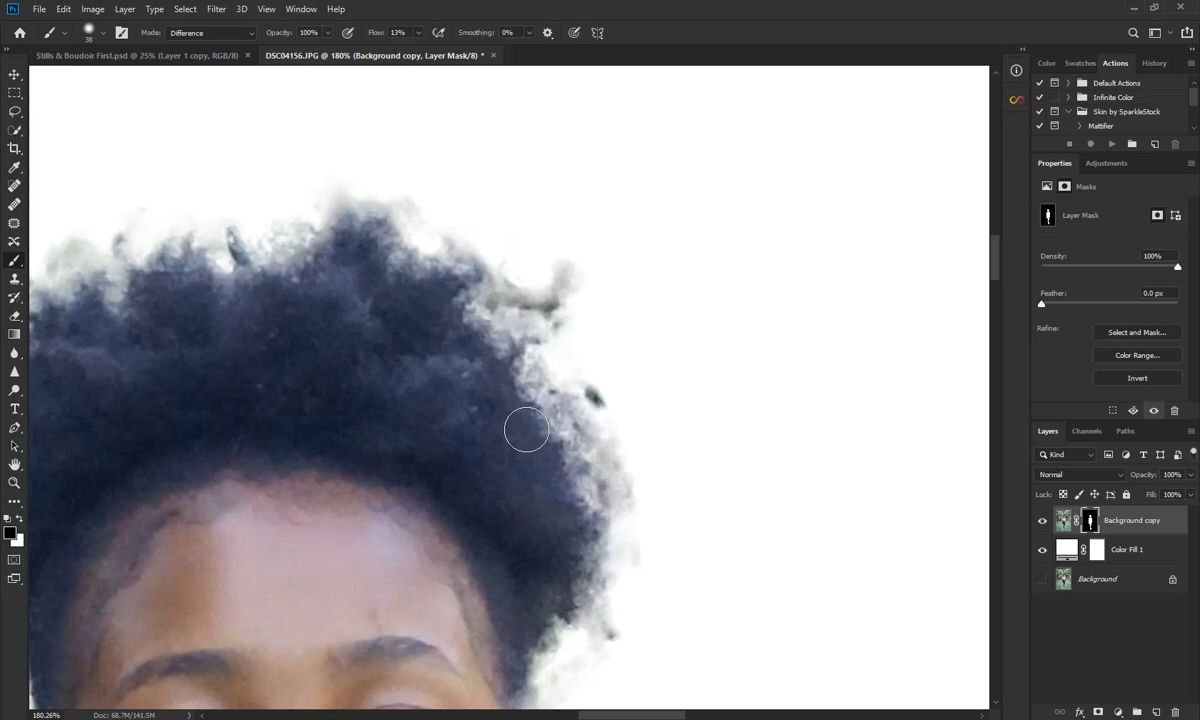 Ps File Edit Image Layer Type Select Filter 3D View Window Help
38 Mode: Difference Opacity: 100% Flow: 13% Smoothing: 0%
Stills & Boudoir First.psd @ 25% (Layer 1 copy, RGB/8) × DSC04156.JPG @ 180% (Background copy, Layer Mask/8) * ×
Color Swatches Actions History
Default Actions
Infinite Color
Skin by SparkleStock
Mattifier
Properties Adjustments
Masks
Layer Mask
Density: 100%
Feather: 0.0 px
Refine: Select and Mask...
Color Range...
Invert
Layers Channels Paths
Kind
Normal Opacity: 100%
Lock: Fill: 100%
Background copy
Color Fill 1
Background
180.26% Doc: 68.7M/141.5M